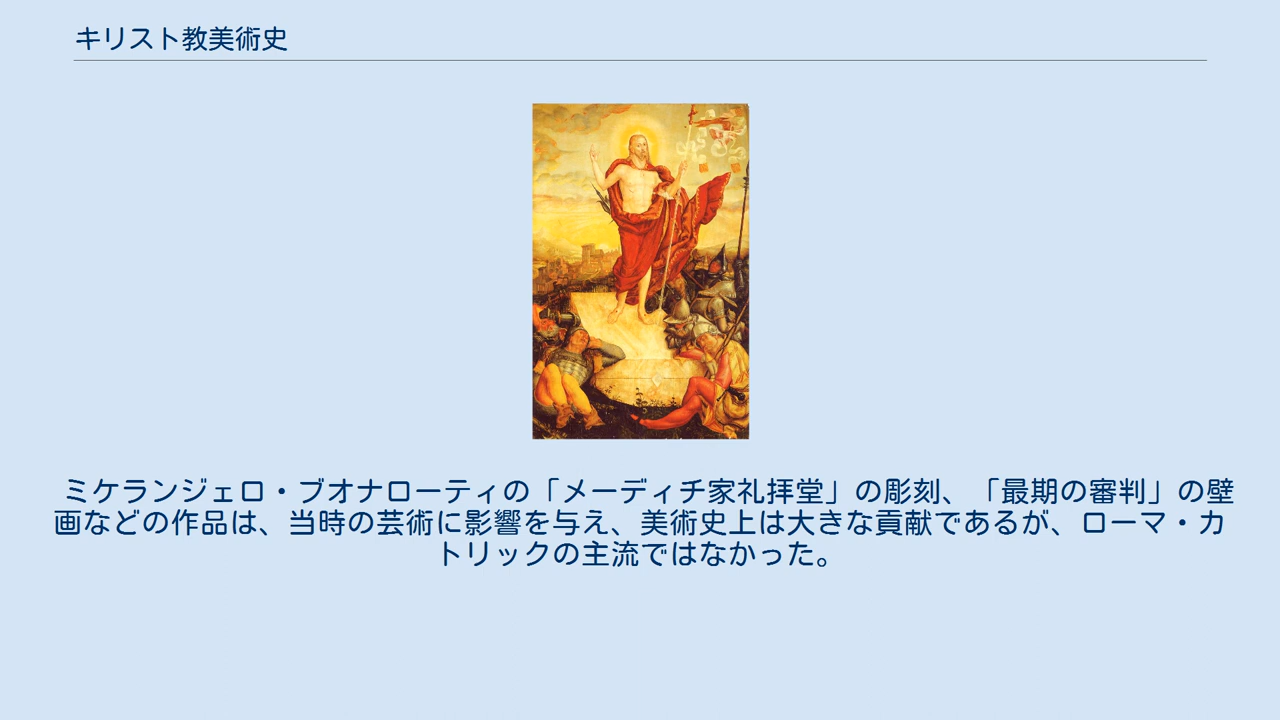 キリスト教美術史
ミケランジェロ・ブオナローティの「メーディチ家礼拝堂」の彫刻、「最期の審判」の壁
画などの作品は、当時の芸術に影響を与え、美術史上は大きな貢献であるが、ローマ・カ
トリックの主流ではなかった。